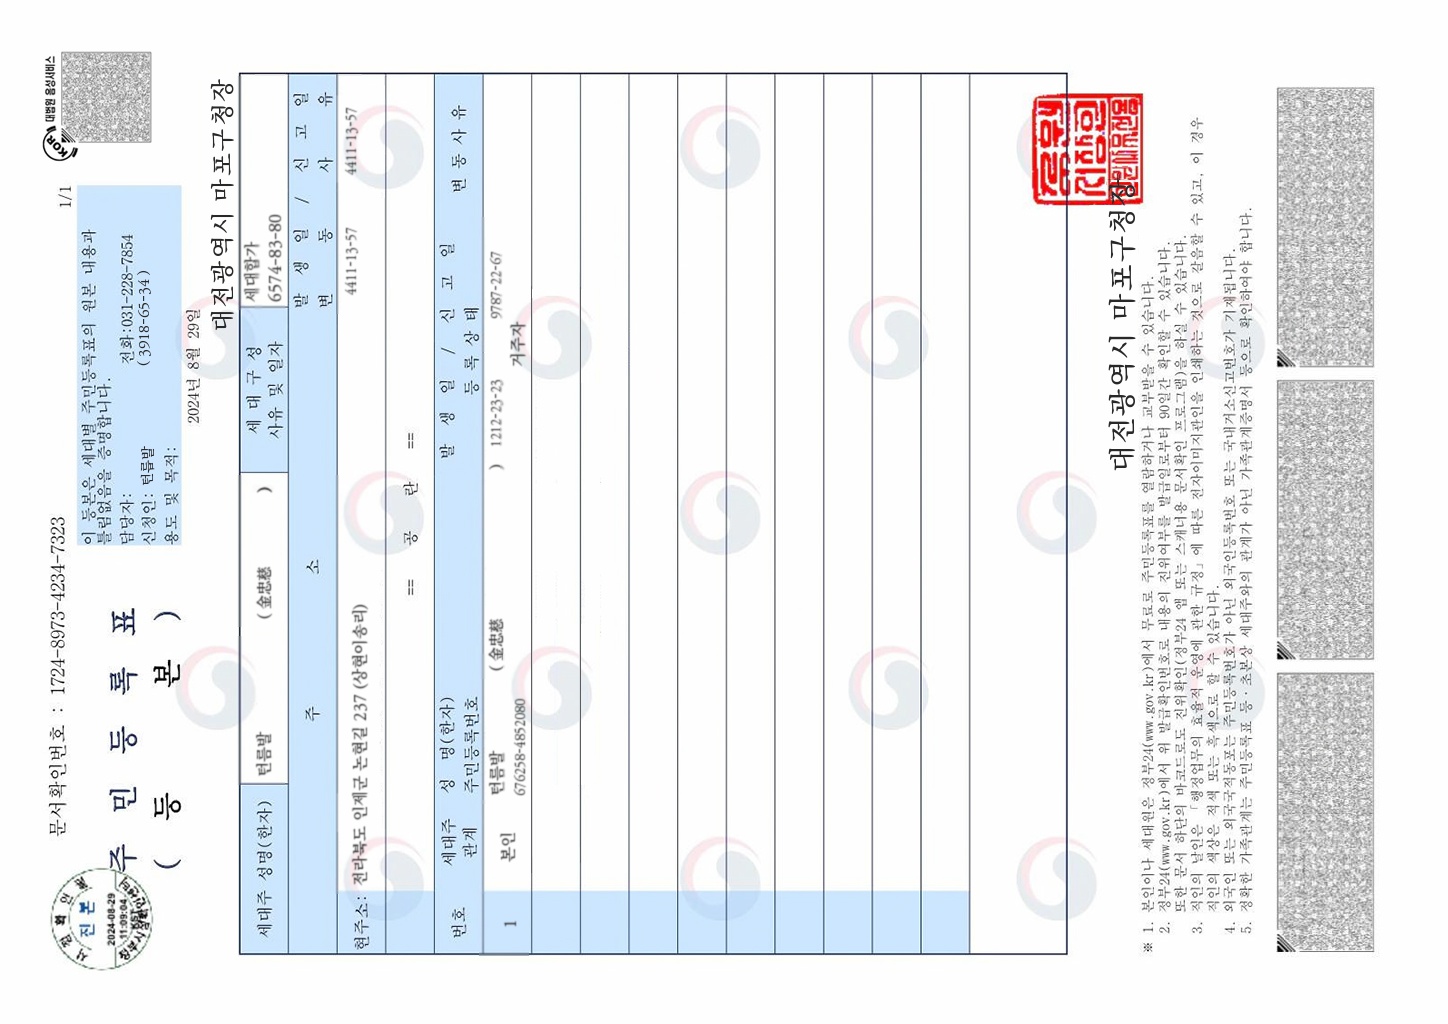 문서확인번호 : 1724-8973-4234-7323
1/1
대법원 음성서비스
KOR
진본
2024-08-29
11:09:04
KST
주 민 등 록 표
( 등 본 )
이 등본은 세대별 주민등록표의 원본 내용과
틀림없음을 증명합니다.
담당자:
전화:031-228-7854
신청인: 턴름발
(3918-65-34)
용도 및 목적:
2024년 8월 29일
대전광역시 마포구청장
세대주 성명(한자)
턴름발 (金忠慈 )
세 대 구 성
사유 및 일자
세대합가
6574-83-80
주 소
발 생 일 / 신 고 일
변 동 사 유
현주소: 전라북도 인제군 논현길 237 (상현이송리)
4411-13-57 4411-13-57
== 공 란 ==
번호
세대주
관계
성 명(한자)
주민등록번호
발 생 일 / 신 고 일
등 록 상 태
변 동 사 유
1 본인 턴름발 (金忠慈 ) 1212-23-23 9787-22-67
676258-4852080 거주자
대전광역시 마포구청장
※ 1. 본인이나 세대원은 정부24(www.gov.kr)에서 무료로 주민등록표를 열람하거나 교부받을 수 있습니다.
2. 정부24(www.gov.kr)에서 위 발급확인번호로 내용의 진위여부를 발급일로부터 90일간 확인할 수 있습니다.
또한 문서 하단의 바코드로도 진위확인(정부24 앱 또는 스캐너용 문서확인 프로그램)을 하실 수 있습니다.
3. 직인의 날인은 「행정업무의 효율적 운영에 관한 규정」에 따른 전자이미지관인을 인쇄하는 것으로 갈음할 수 있고, 이 경우
직인의 색상은 적색 또는 흑색으로 할 수 있습니다.
4. 외국인 또는 외국국적동포는 주민등록번호가 아닌 외국인등록번호 또는 국내거소신고번호가 기재됩니다.
5. 정확한 가족관계는 주민등록표 등·초본상 세대주와의 관계가 아닌 가족관계증명서 등으로 확인하여야 합니다.